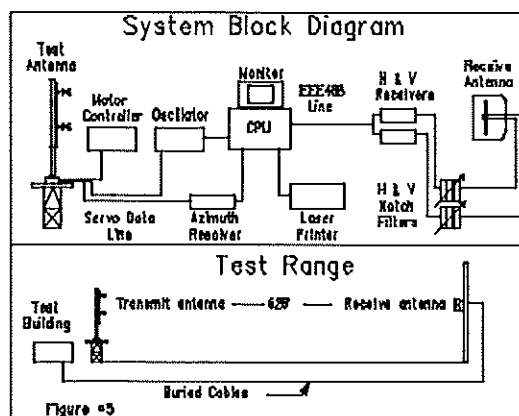 System Block Diagram
Test
Antenna
Motor
Controller
Oscillator
Monitor
CPU
IEEE488
Line
H & V
Receivers
Receive
Antenna
Servo Data
Line
Azimuth
Resolver
Laser
Printer
H & V
Notch
Filters
Test Range
Test
Building
Transmit antenna
625'
Receive antenna
Buried Cables
Figure #5